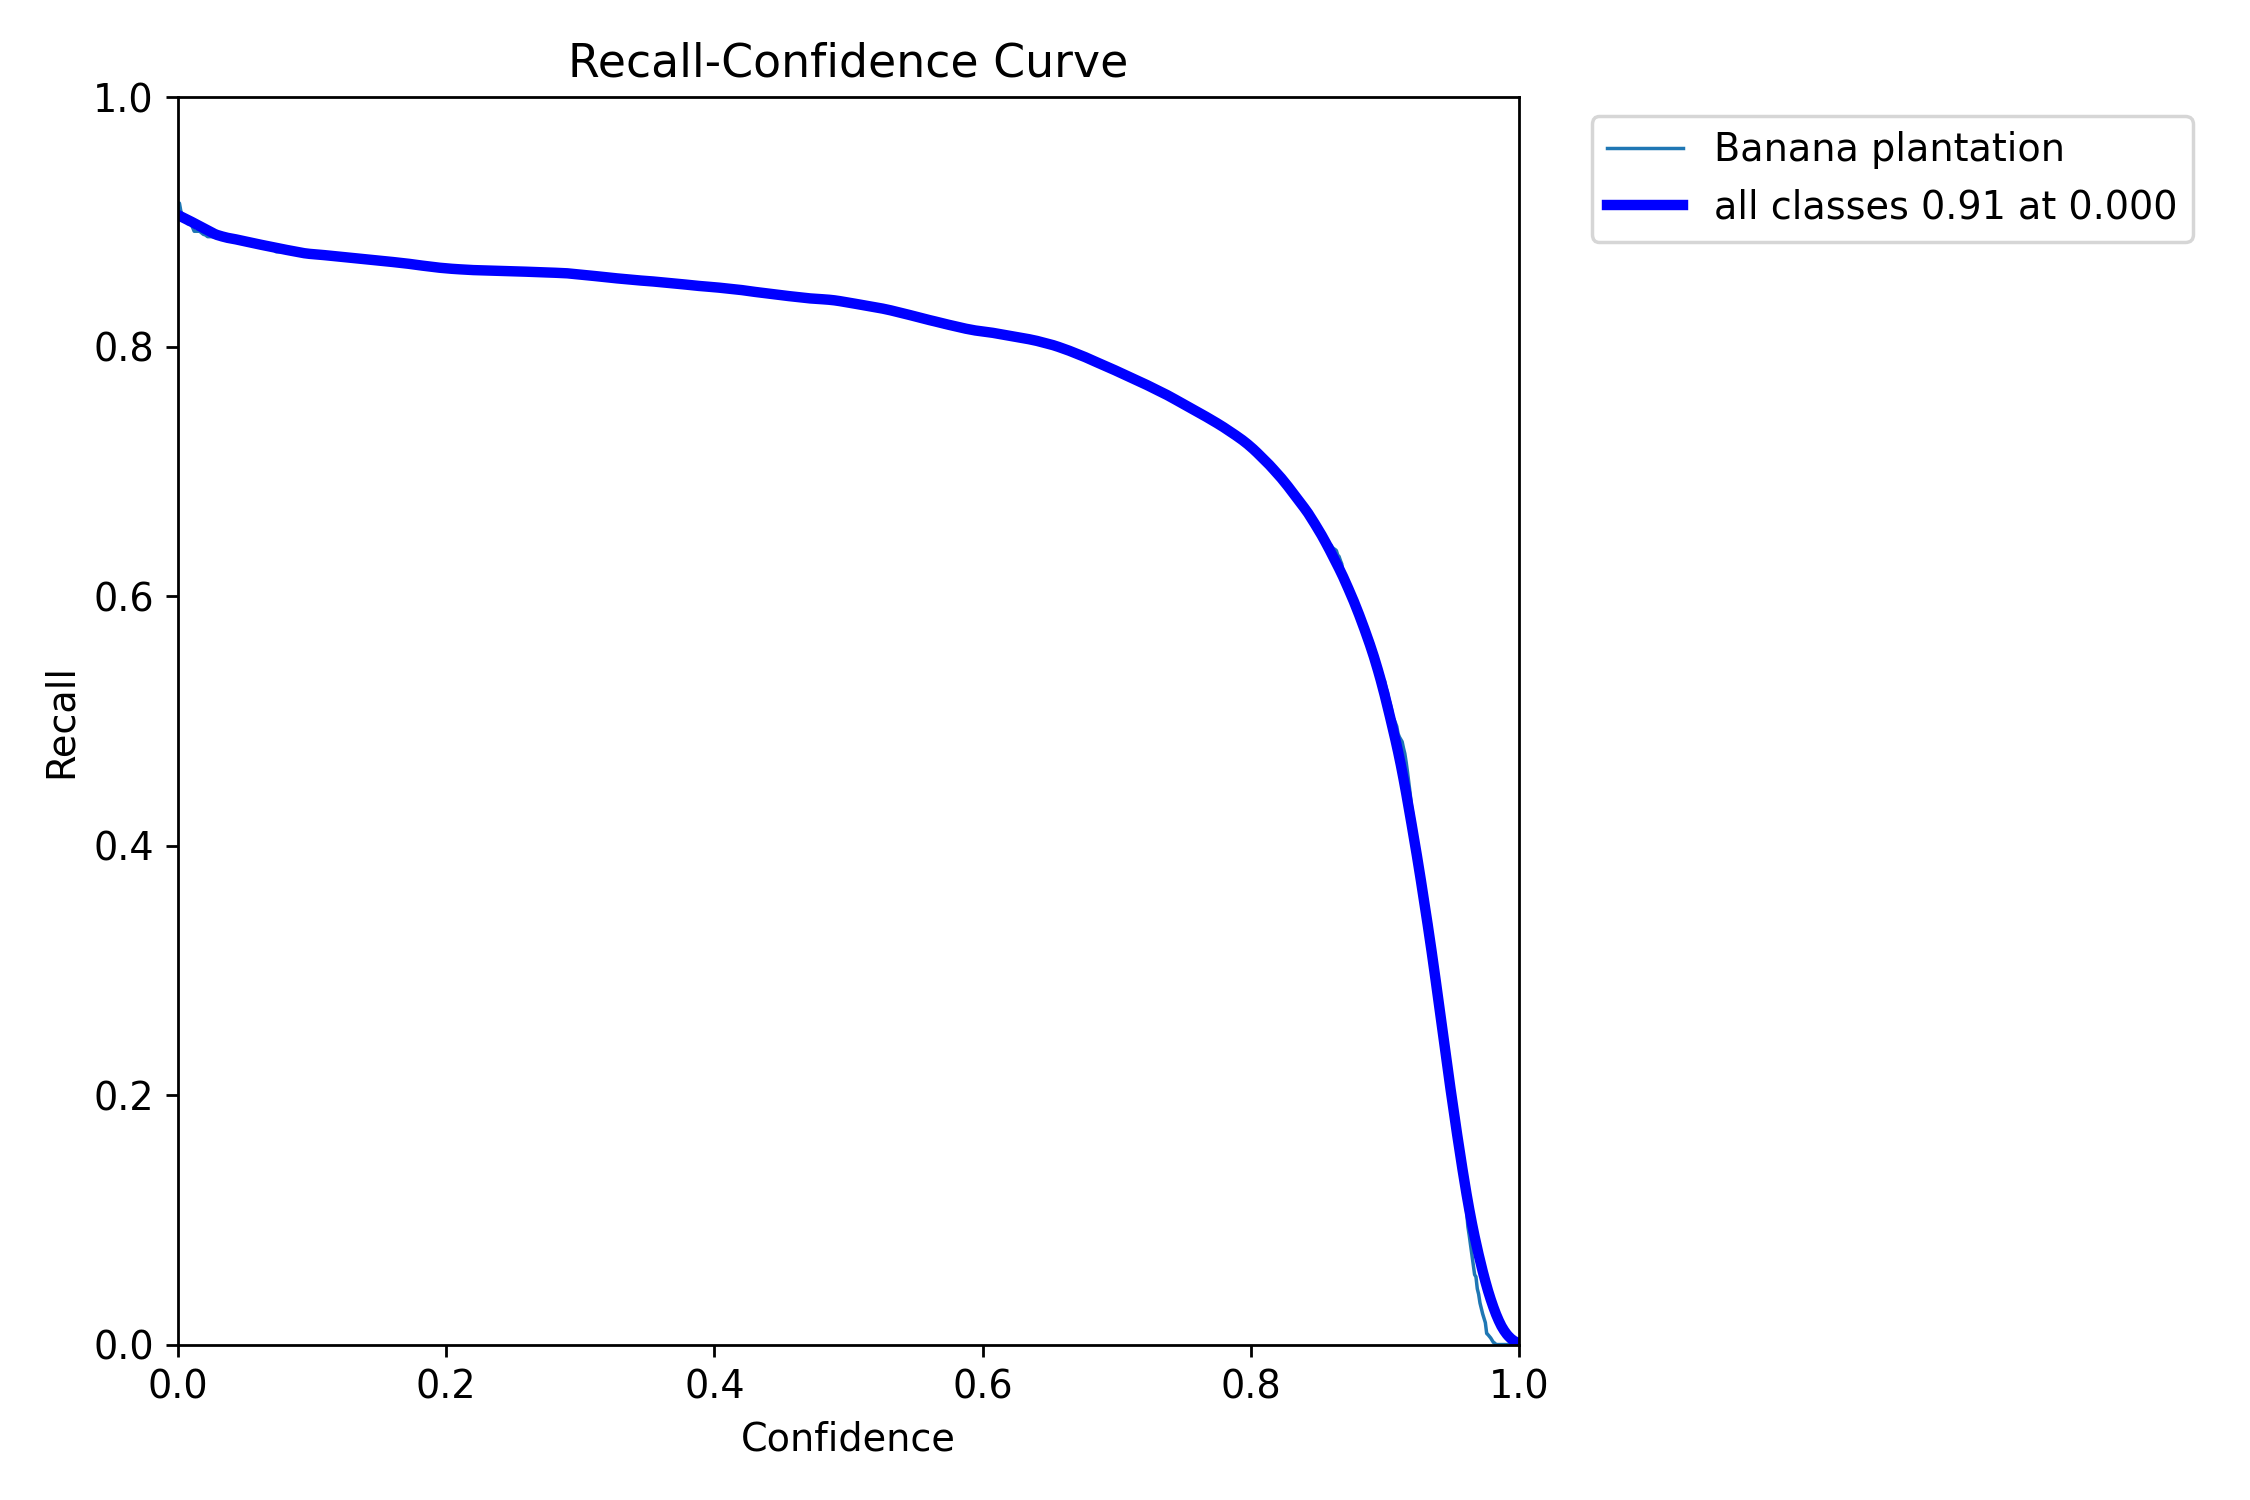 Recall-Confidence Curve
1.0
0.8
0.6
0.4
0.2
0.0
Recall
0.0 0.2 0.4 0.6 0.8 1.0
Confidence
Banana plantation
all classes 0.91 at 0.000